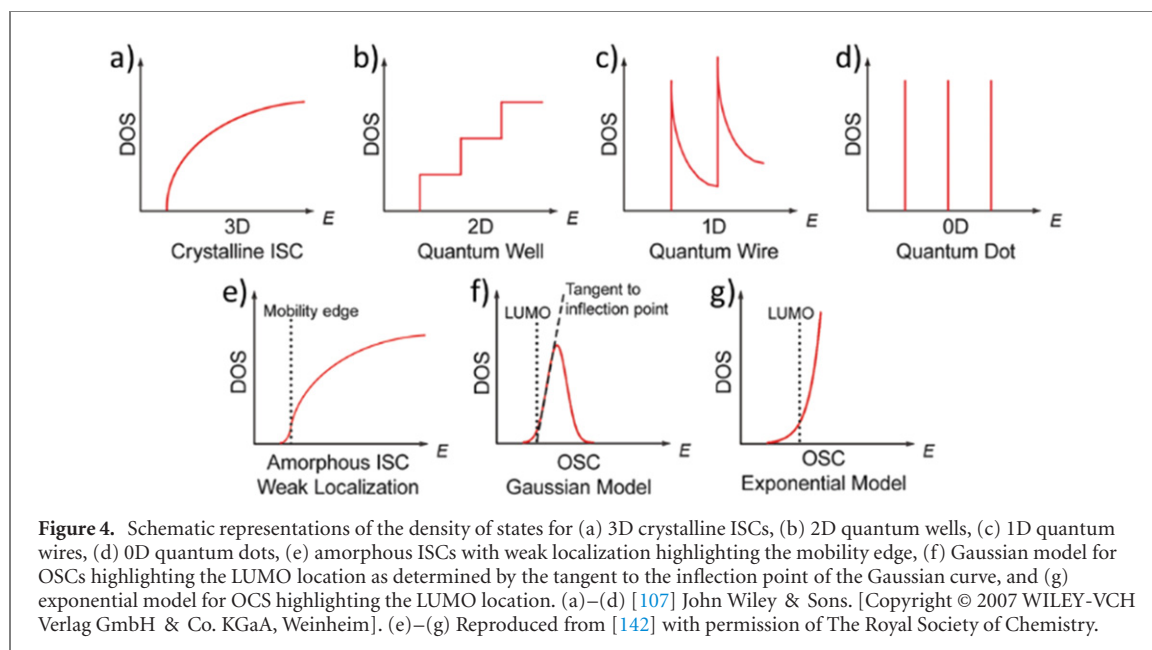 a)
b)
c)
d)
DOS
DOS
DOS
DOS
E
E
E
E
3D
2D
1D
0D
Crystalline ISC
Quantum Well
Quantum Wire
Quantum Dot
e)
f)
g)
Mobility edge
LUMO
Tangent to
inflection point
LUMO
DOS
DOS
DOS
E
E
E
Amorphous ISC
Weak Localization
OSC
Gaussian Model
OSC
Exponential Model
Figure 4. Schematic representations of the density of states for (a) 3D crystalline ISCs, (b) 2D quantum wells, (c) 1D quantum
wires, (d) 0D quantum dots, (e) amorphous ISCs with weak localization highlighting the mobility edge, (f) Gaussian model for
OSCs highlighting the LUMO location as determined by the tangent to the inflection point of the Gaussian curve, and (g)
exponential model for OCS highlighting the LUMO location. (a)–(d) [107] John Wiley & Sons. [Copyright © 2007 WILEY-VCH
Verlag GmbH & Co. KGaA, Weinheim]. (e)–(g) Reproduced from [142] with permission of The Royal Society of Chemistry.